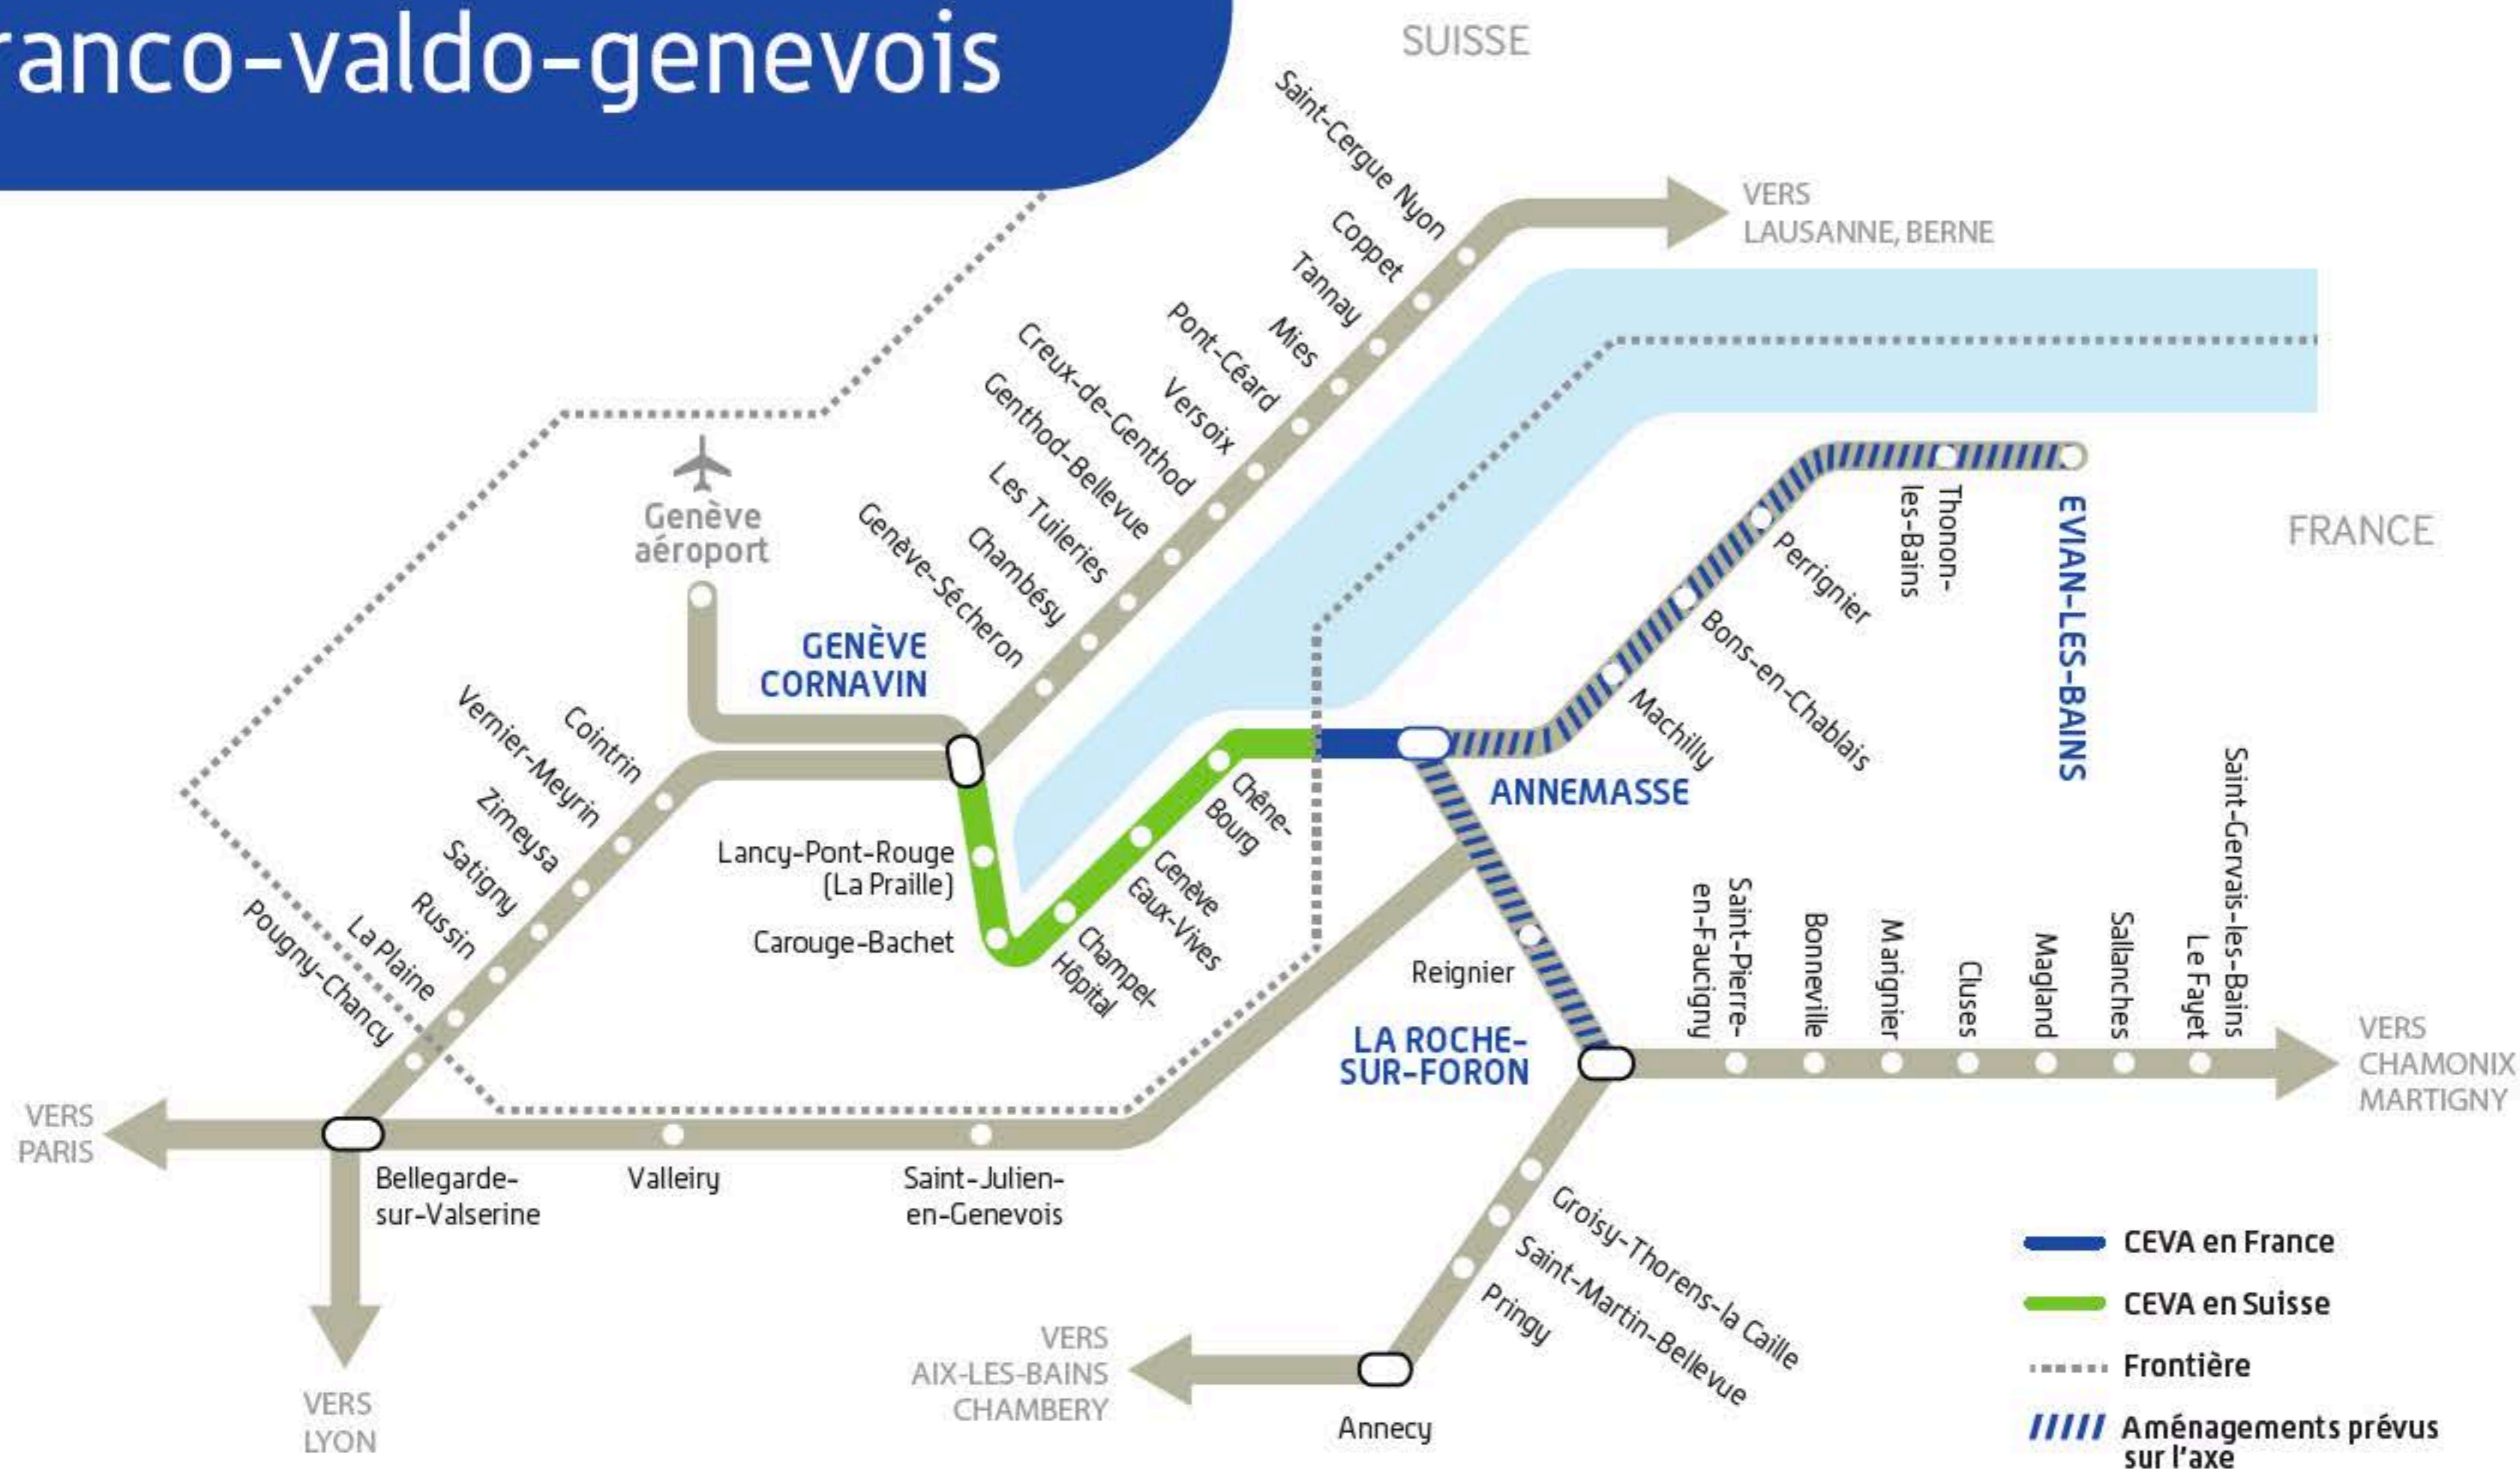 ranco-valdo-genevois
SUISSE
Saint-Cergue Nyon
Coppet
Tannay
Mies
Pont-Céard
Versoix
Creux-de-Genthod
Genthod-Bellevue
Les Tuileries
Chambésy
Genève-Sécheron
VERS
LAUSANNE, BERNE
Genève
aéroport
GENÈVE
CORNAVIN
Cointrin
Vernier-Meyrin
Zimeysa
Satigny
Russin
La Plaine
Pougny-Chancy
Lancy-Pont-Rouge
(La Praille)
Carouge-Bachet
Champel-
Hôpital
Genève
Eaux-Vives
Chêne-
Bourg
ANNEMASSE
Machilly
Bons-en-Chablais
Perrignier
Thonon-
les-Bains
EVIAN-LES-BAINS
FRANCE
Reignier
LA ROCHE-
SUR-FORON
Saint-Pierre-
en-Faucigny
Bonneville
Marignier
Cluses
Magland
Sallanches
Saint-Gervais-les-Bains
Le Fayet
VERS
CHAMONIX
MARTIGNY
VERS
PARIS
Bellegarde-
sur-Valserine
Valleiry
Saint-Julien-
en-Genevois
VERS
LYON
Groisy-Thorens-la Caille
Saint-Martin-Bellevue
Pringy
VERS
AIX-LES-BAINS
CHAMBERY
Annecy
CEVA en France
CEVA en Suisse
Frontière
Aménagements prévus
sur l'axe